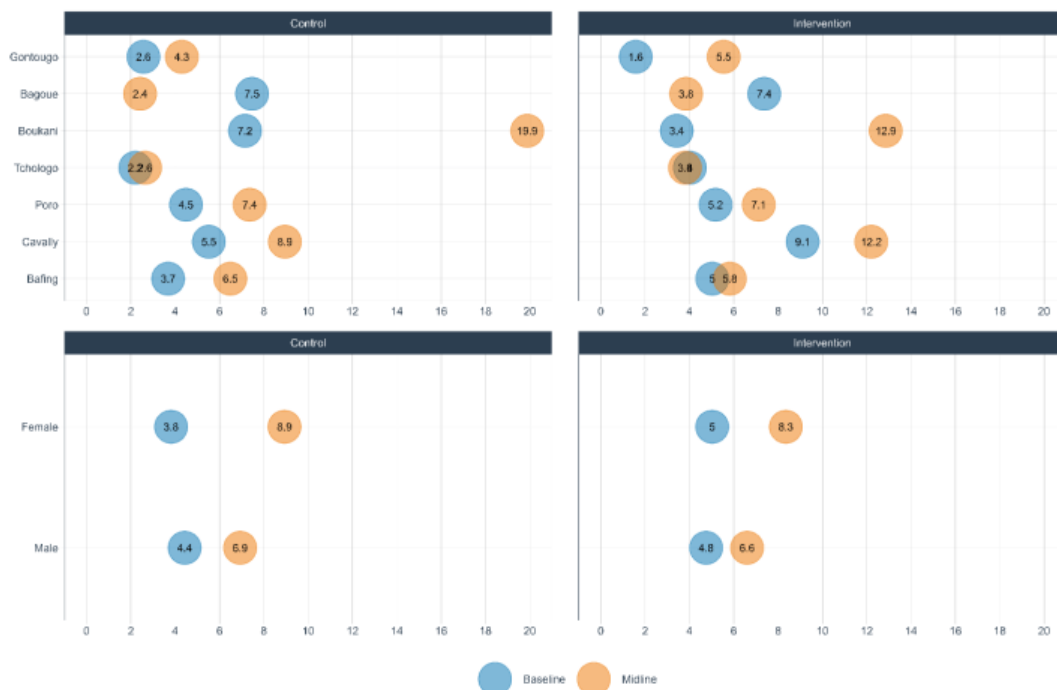 Control Intervention
Gontougo 2.6 4.3 1.6 5.5
Bagoue 2.4 7.5 3.8 7.4
Boukani 7.2 19.9 3.4 12.9
Tchologo 2.6
Poro 4.5 7.4 5.2 7.1
Cavally 5.5 8.9 9.1 12.2
Bafing 3.7 6.5 5 5.8
0 2 4 6 8 10 12 14 16 18 20 0 2 4 6 8 10 12 14 16 18 20
Control Intervention
Female 3.8 8.9 5 8.3
Male 4.4 6.9 4.8 6.6
0 2 4 6 8 10 12 14 16 18 20 0 2 4 6 8 10 12 14 16 18 20
Baseline Midline